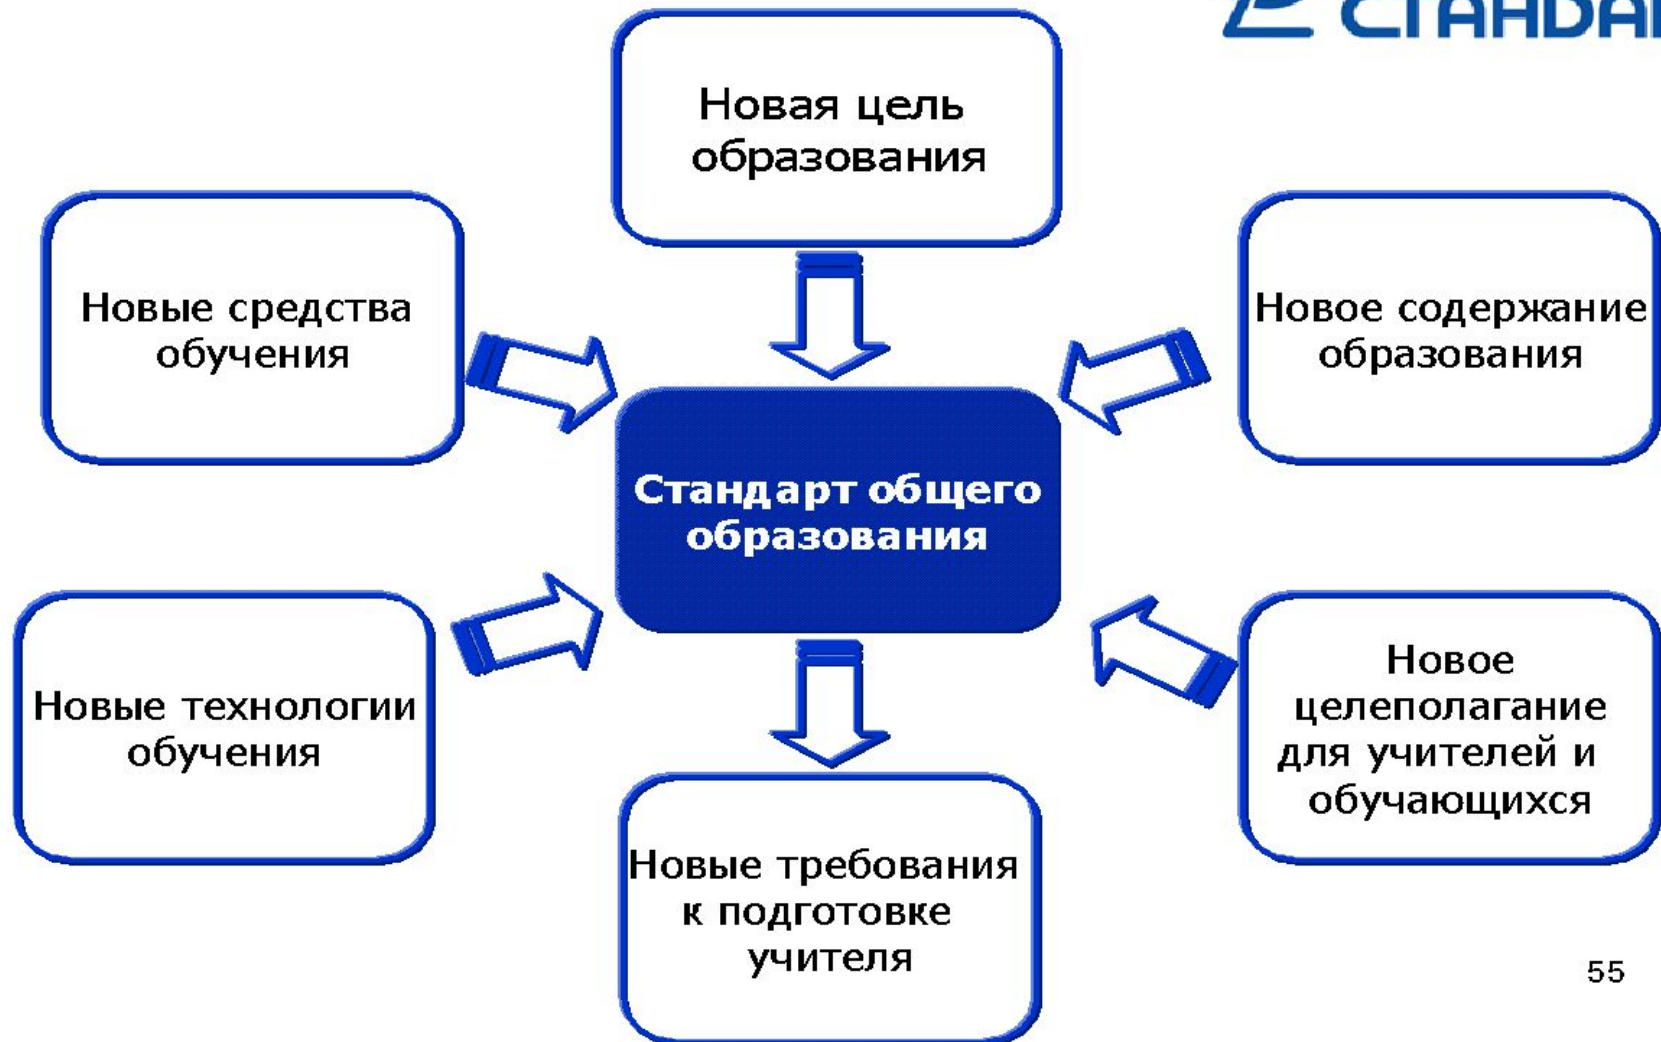 Новая цель
образования
Новые средства
обучения
Новое содержание
образования
Стандарт общего
образования
Новые технологии
обучения
Новое
целеполагание
для учителей и
обучающихся
Новые требования
к подготовке
учителя
55